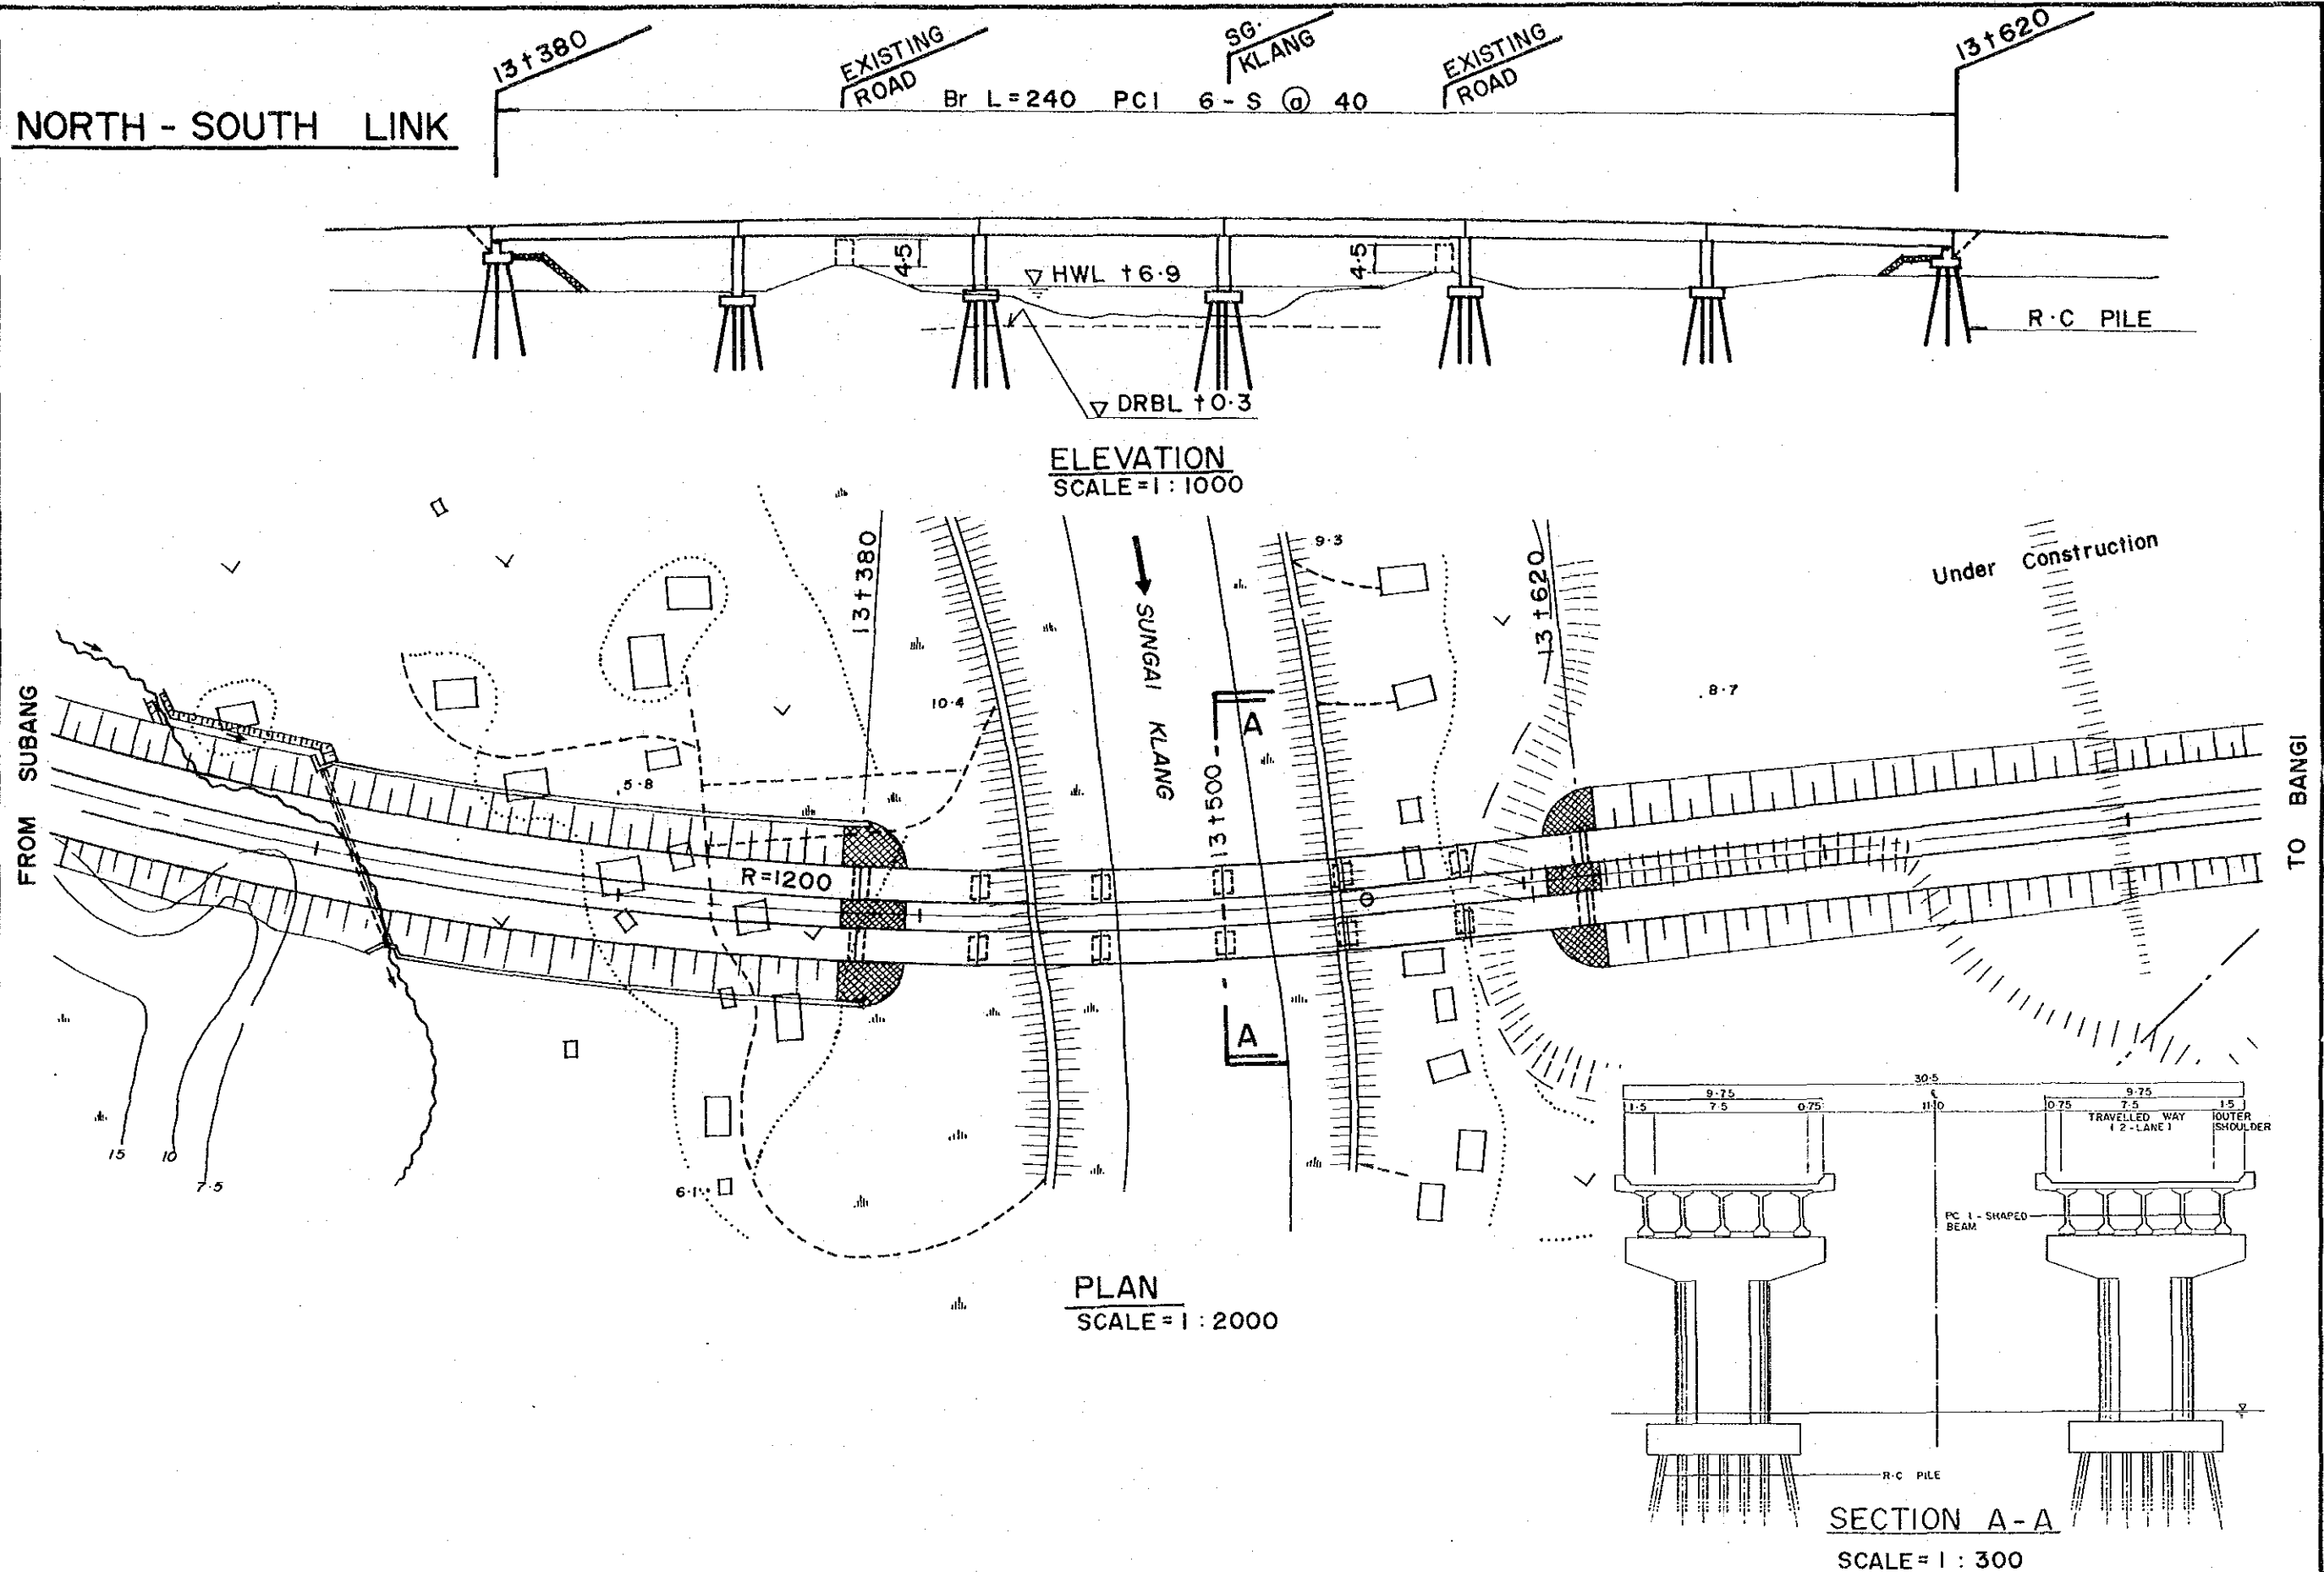 NORTH - SOUTH LINK
13+380
EXISTING
ROAD
SG.
KLANG
EXISTING
ROAD
13+620
Br L=240 PCI 6-S @ 40
4.5
HWL +6.9
4.5
R.C PILE
DRBL +0.3
ELEVATION
SCALE=1:1000
FROM SUBANG
13+380
SUNGAI KLANG
9.3
13+620
Under Construction
10.4
A
8.7
5.8
13+500
R=1200
TO BANGI
A
15
10
7.5
6.1
PLAN
SCALE=1:2000
30.5
9.75
9.75
1.5
7.5
0.75
11.0
0.75
7.5
1.5
TRAVELLED WAY
(2-LANE)
OUTER
SHOULDER
PC I-SHAPED
BEAM
R.C PILE
SECTION A-A
SCALE=1:300